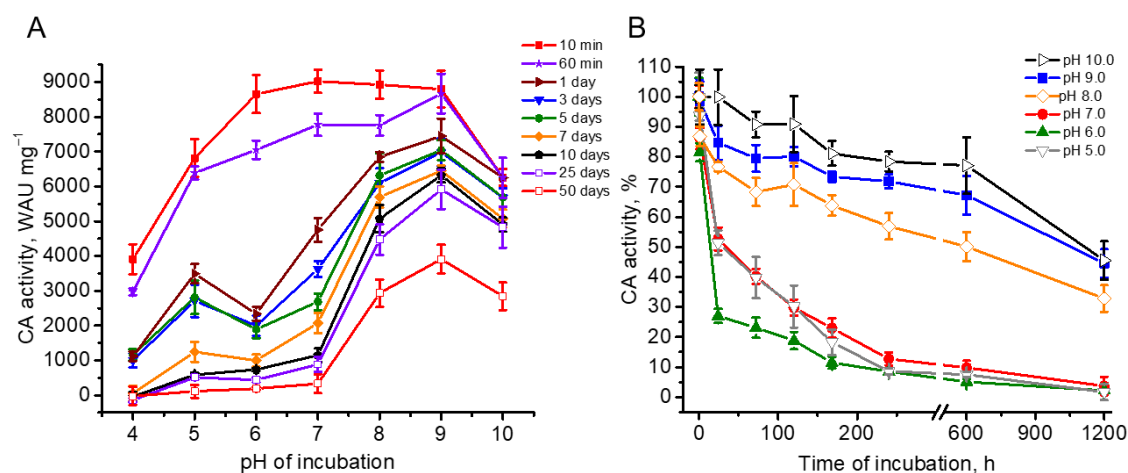 A
10 min
60 min
1 day
3 days
5 days
7 days
10 days
25 days
50 days
CA activity, WAU mg⁻¹
9000
8000
7000
6000
5000
4000
3000
2000
1000
0
4 5 6 7 8 9 10
pH of incubation
B
pH 10.0
pH 9.0
pH 8.0
pH 7.0
pH 6.0
pH 5.0
CA activity, %
110
100
90
80
70
60
50
40
30
20
10
0
0 100 200 600 900 1200
Time of incubation, h